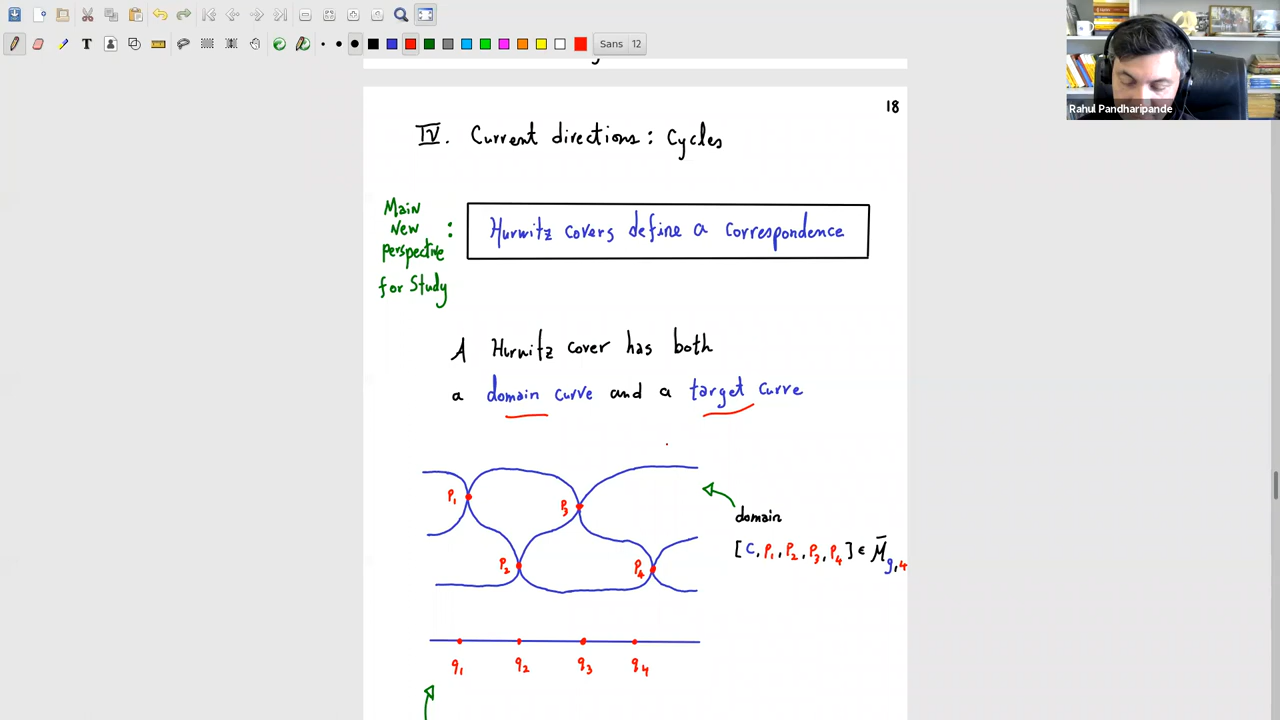 Sans 12
Rahul Pandharipande
18
IV. Current directions: Cycles
Main
New
perspective
for Study
:
Hurwitz covers define a correspondence
A Hurwitz cover has both
a domain curve and a target curve
P1
P3
P2
P4
domain
[C, P1, P2, P3, P4] ∈ M̄g,4
q1 q2 q3 q4